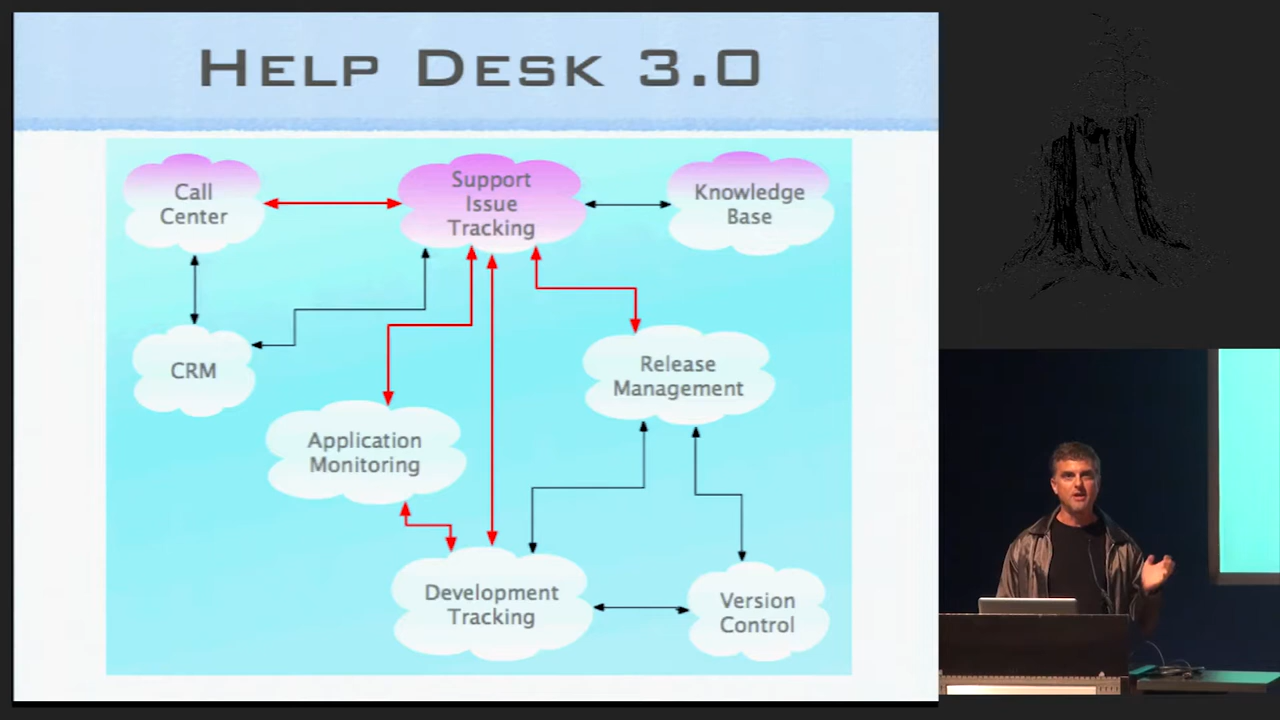 HELP DESK 3.0
Call
Center
Support
Issue
Tracking
Knowledge
Base
CRM
Release
Management
Application
Monitoring
Development
Tracking
Version
Control